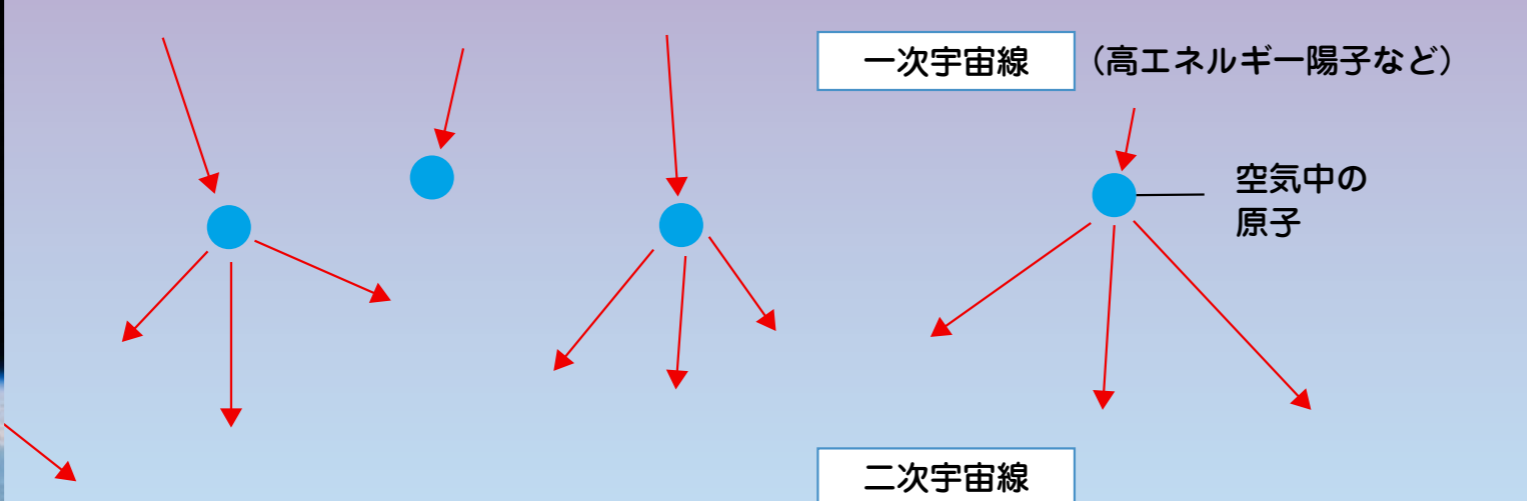 一次宇宙線 （高エネルギー陽子など）
空気中の
原子
二次宇宙線